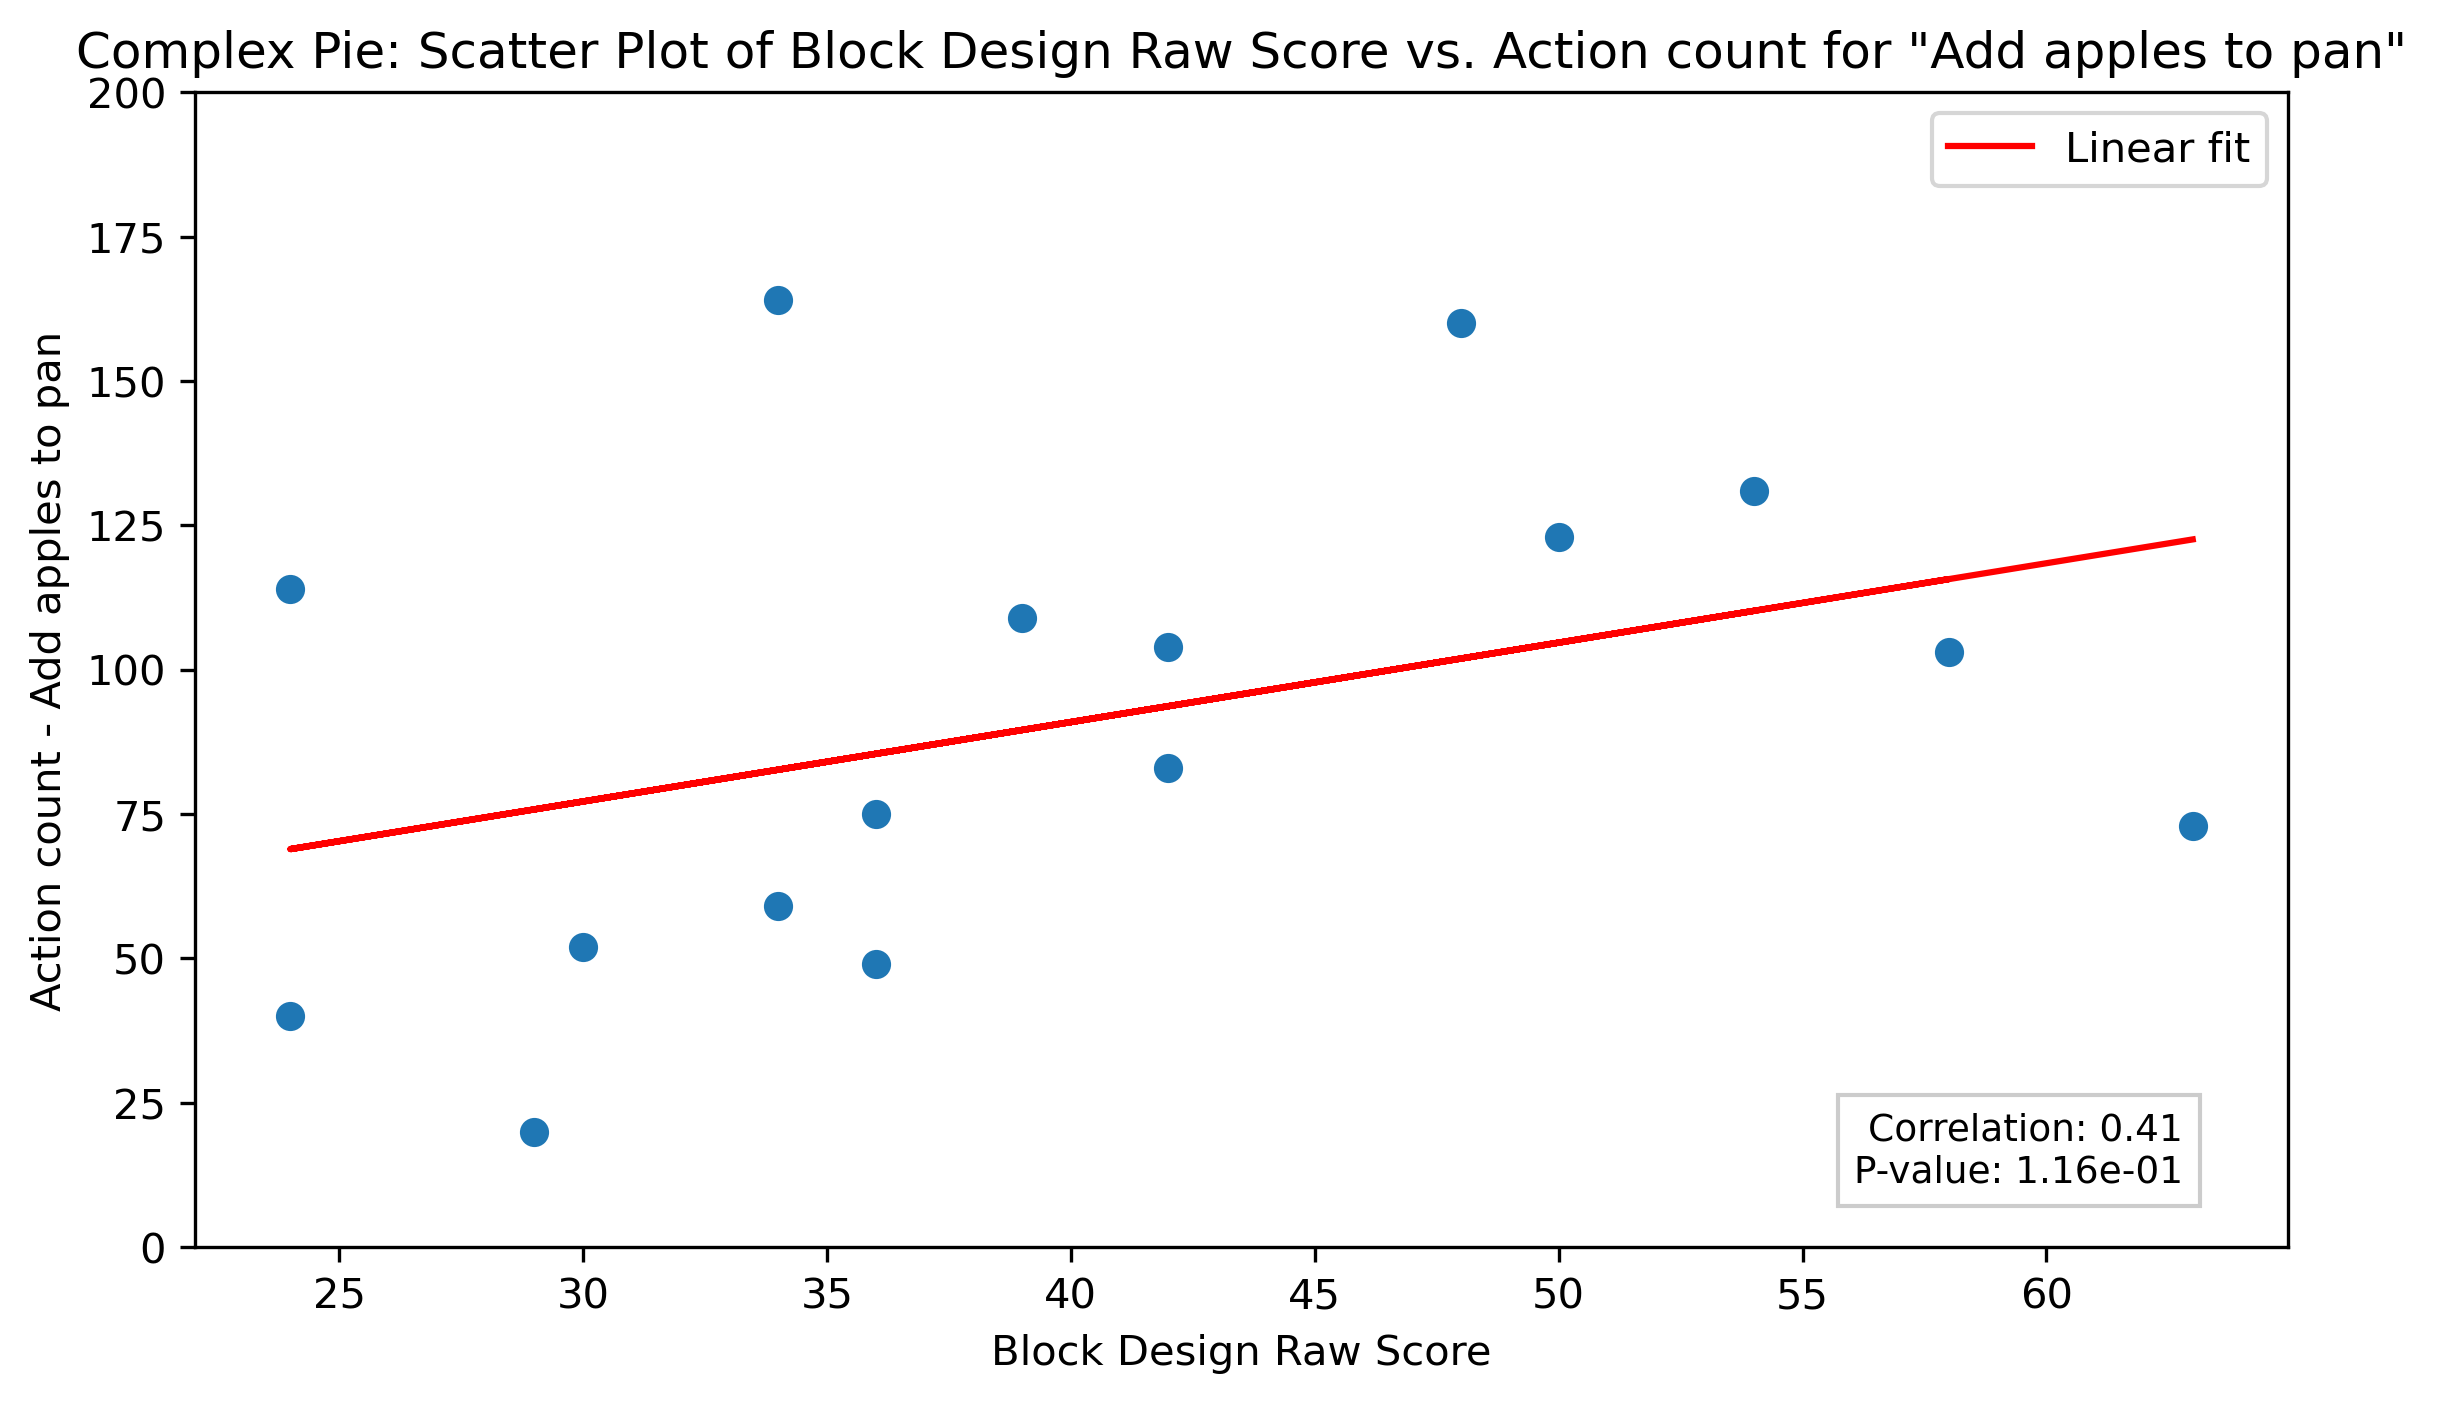 Complex Pie: Scatter Plot of Block Design Raw Score vs. Action count for "Add apples to pan"
Linear fit
Action count - Add apples to pan
200
175
150
125
100
75
50
25
0
Correlation: 0.41
P-value: 1.16e-01
25 30 35 40 45 50 55 60
Block Design Raw Score